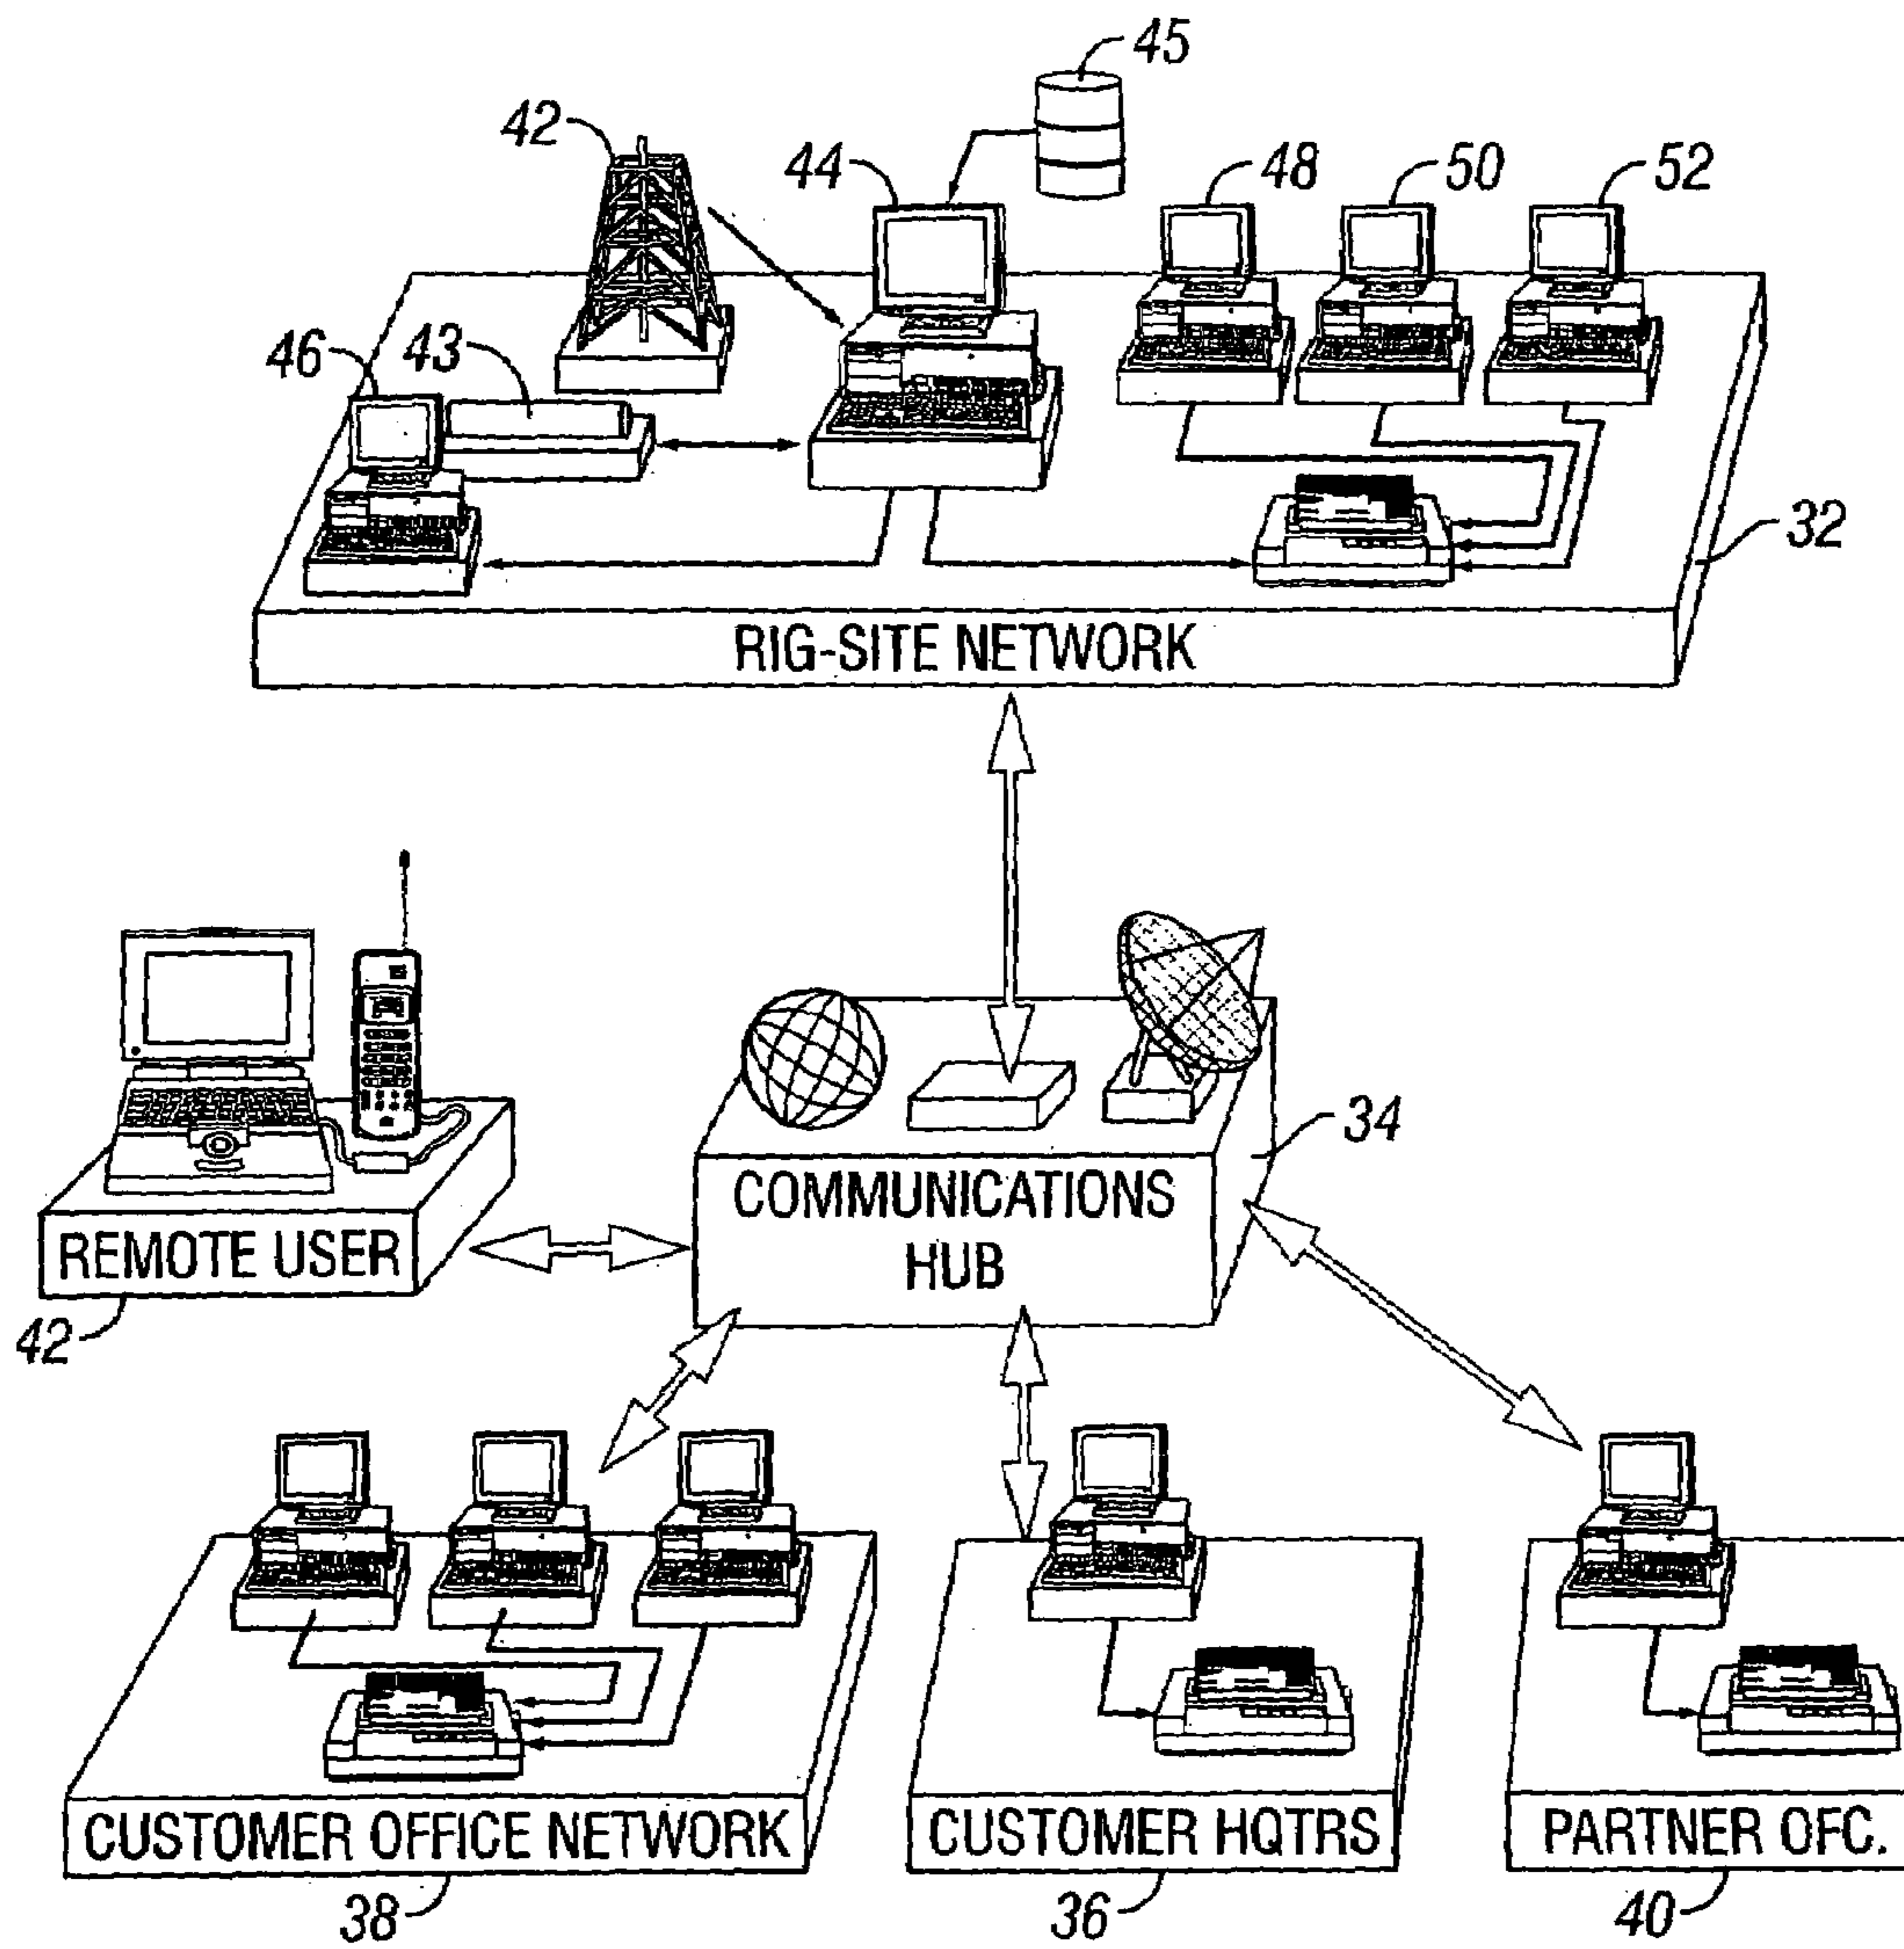 45
42
44
48
50
52
46
43
32
RIG-SITE NETWORK
34
COMMUNICATIONS
HUB
REMOTE USER
42
CUSTOMER OFFICE NETWORK
CUSTOMER HQTRS
PARTNER OFC.
38
36
40